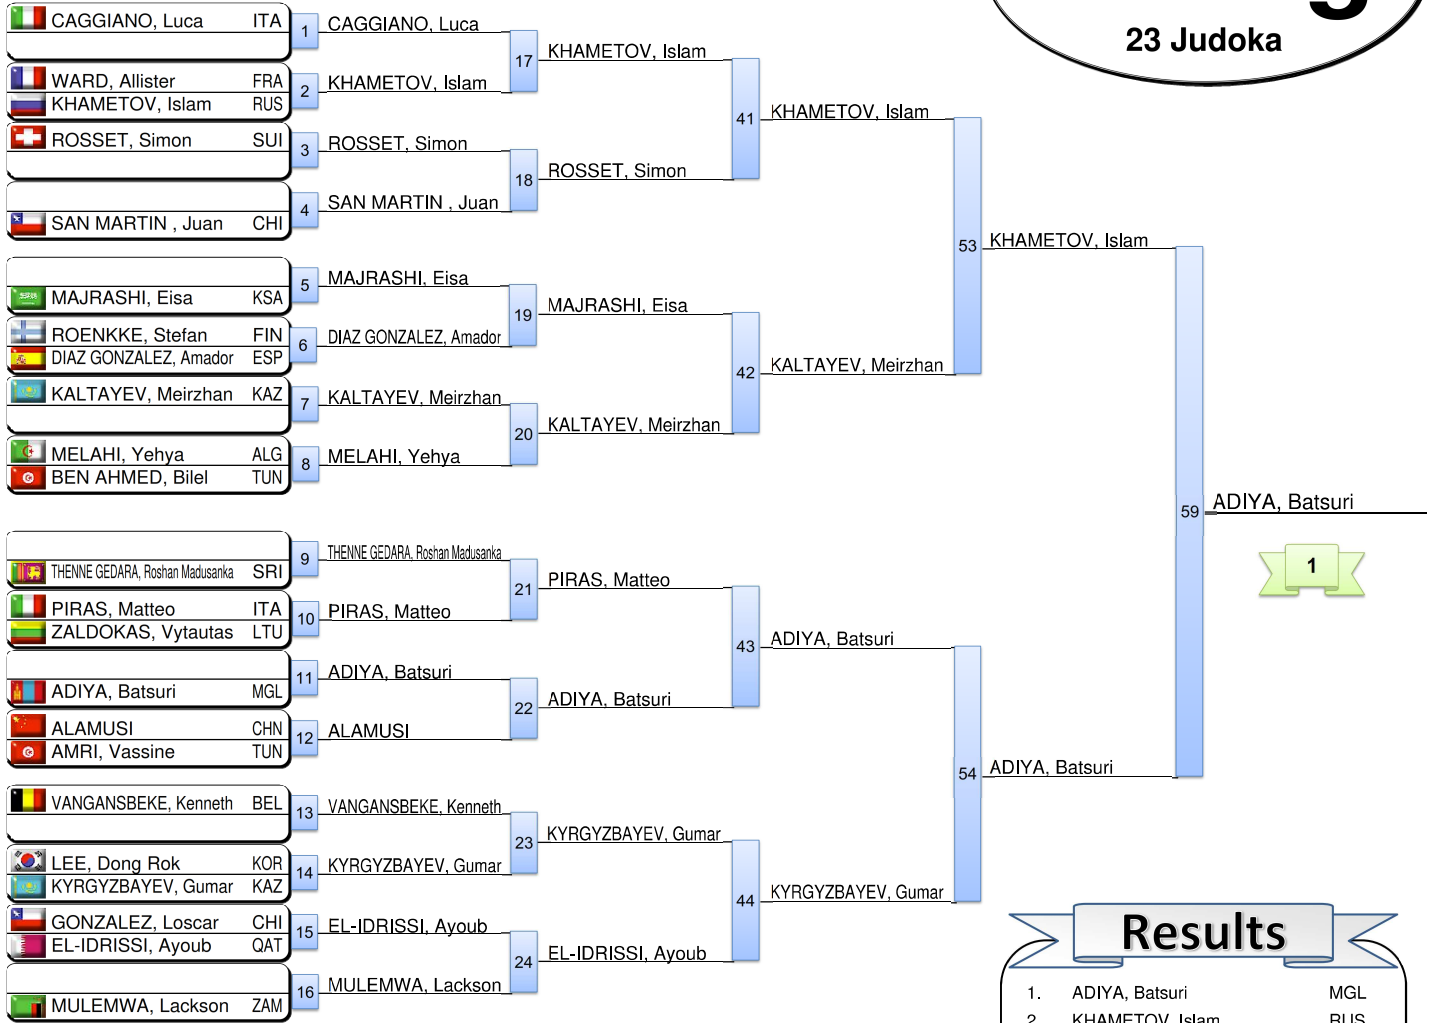 23 Judoka
CAGGIANO, Luca ITA
1
CAGGIANO, Luca
WARD, Allister FRA
KHAMETOV, Islam RUS
2
KHAMETOV, Islam
17
KHAMETOV, Islam
ROSSET, Simon SUI
3
ROSSET, Simon
SAN MARTIN , Juan CHI
4
SAN MARTIN , Juan
18
ROSSET, Simon
41
KHAMETOV, Islam
MAJRASHI, Eisa KSA
5
MAJRASHI, Eisa
ROENKKE, Stefan FIN
DIAZ GONZALEZ, Amador ESP
6
DIAZ GONZALEZ, Amador
19
MAJRASHI, Eisa
KALTAYEV, Meirzhan KAZ
7
KALTAYEV, Meirzhan
MELAHI, Yehya ALG
BEN AHMED, Bilel TUN
8
MELAHI, Yehya
20
KALTAYEV, Meirzhan
42
KALTAYEV, Meirzhan
53
KHAMETOV, Islam
THENNE GEDARA, Roshan Madusanka SRI
9
THENNE GEDARA, Roshan Madusanka
PIRAS, Matteo ITA
ZALDOKAS, Vytautas LTU
10
PIRAS, Matteo
21
PIRAS, Matteo
ADIYA, Batsuri MGL
11
ADIYA, Batsuri
ALAMUSI CHN
AMRI, Vassine TUN
12
ALAMUSI
22
ADIYA, Batsuri
43
ADIYA, Batsuri
VANGANSBEKE, Kenneth BEL
13
VANGANSBEKE, Kenneth
LEE, Dong Rok KOR
KYRGYZBAYEV, Gumar KAZ
14
KYRGYZBAYEV, Gumar
23
KYRGYZBAYEV, Gumar
GONZALEZ, Loscar CHI
EL-IDRISSI, Ayoub QAT
15
EL-IDRISSI, Ayoub
MULEMWA, Lackson ZAM
16
MULEMWA, Lackson
24
EL-IDRISSI, Ayoub
44
KYRGYZBAYEV, Gumar
54
ADIYA, Batsuri
59
ADIYA, Batsuri
1
Results
1. ADIYA, Batsuri MGL
2. KHAMETOV, Islam RUS